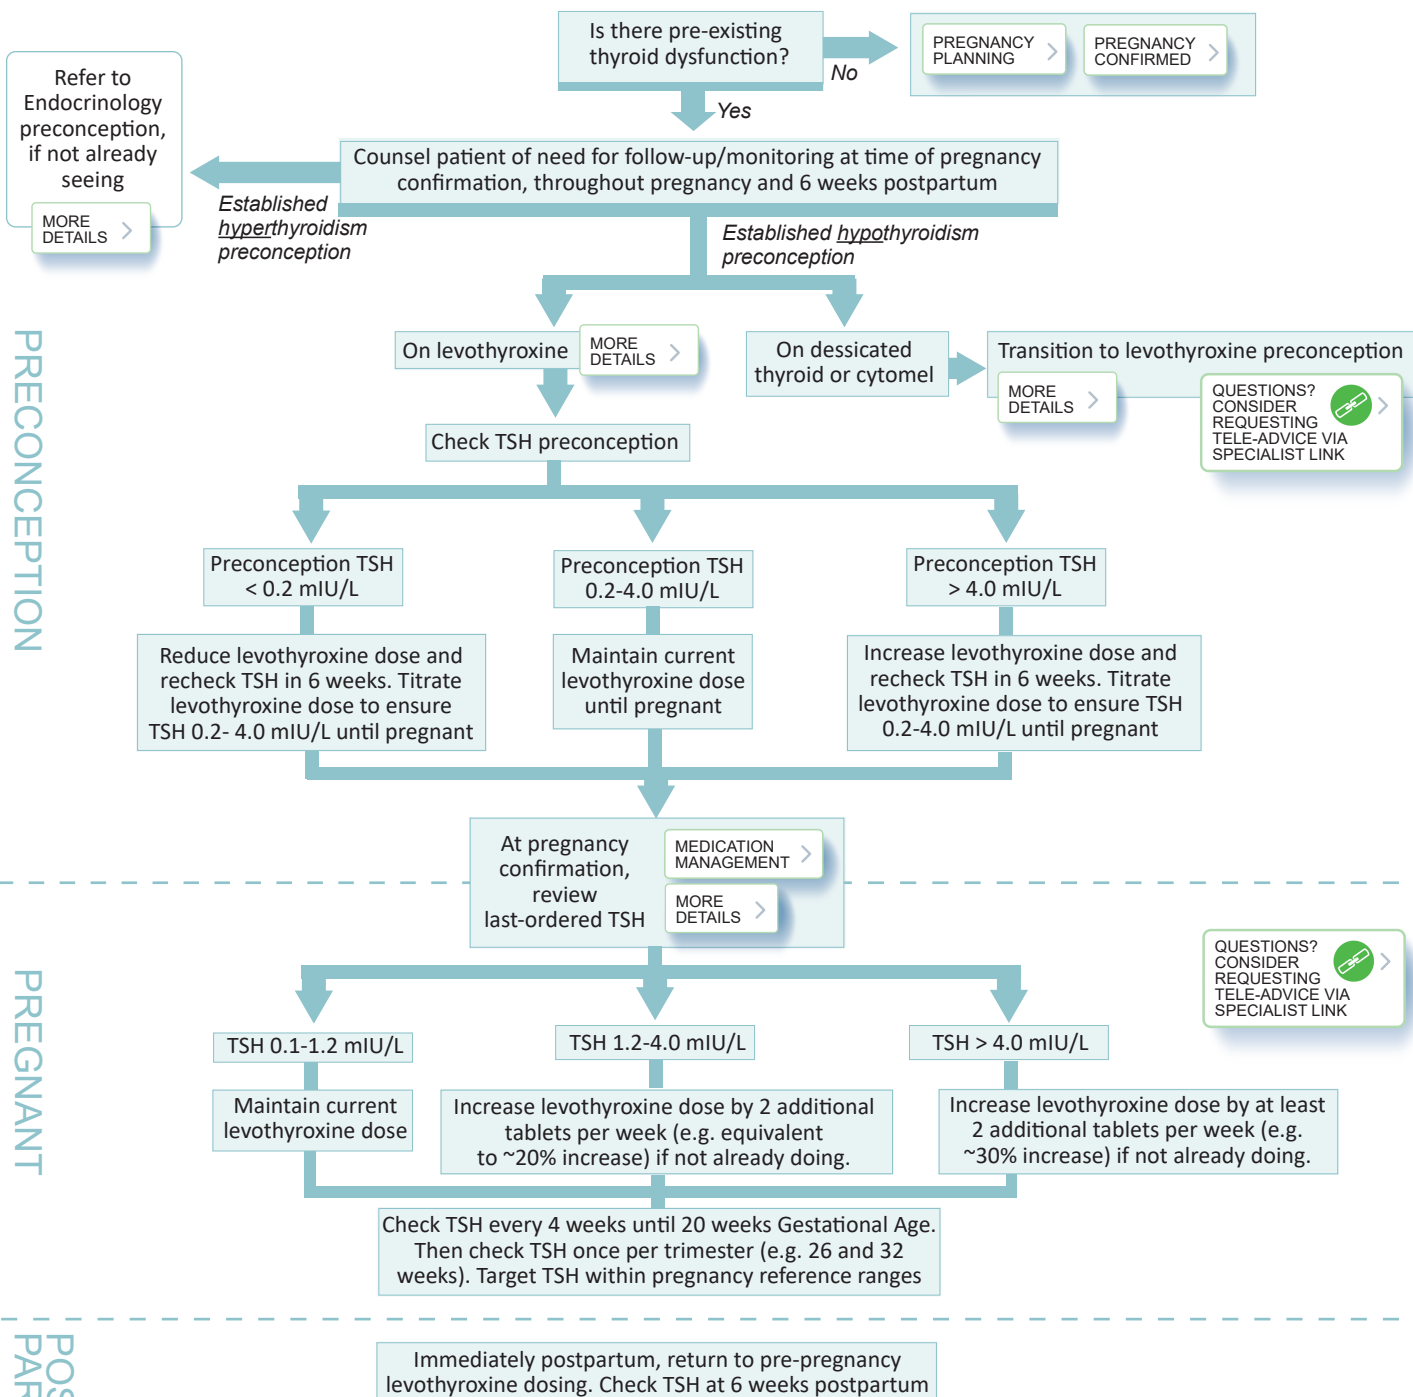 Is there pre-existing
thyroid dysfunction?
No
PREGNANCY
PLANNING
PREGNANCY
CONFIRMED
Yes
Refer to
Endocrinology
preconception,
if not already
seeing
MORE
DETAILS
Counsel patient of need for follow-up/monitoring at time of pregnancy
confirmation, throughout pregnancy and 6 weeks postpartum
Established
hyperthyroidism
preconception
Established hypothyroidism
preconception
PRECONCEPTION
On levothyroxine
MORE
DETAILS
On dessicated
thyroid or cytomel
Transition to levothyroxine preconception
MORE
DETAILS
QUESTIONS?
CONSIDER
REQUESTING
TELE-ADVICE VIA
SPECIALIST LINK
Check TSH preconception
Preconception TSH
< 0.2 mIU/L
Preconception TSH
0.2-4.0 mIU/L
Preconception TSH
> 4.0 mIU/L
Reduce levothyroxine dose and
recheck TSH in 6 weeks. Titrate
levothyroxine dose to ensure
TSH 0.2- 4.0 mIU/L until pregnant
Maintain current
levothyroxine dose
until pregnant
Increase levothyroxine dose and
recheck TSH in 6 weeks. Titrate
levothyroxine dose to ensure TSH
0.2-4.0 mIU/L until pregnant
At pregnancy
confirmation,
review
last-ordered TSH
MEDICATION
MANAGEMENT
MORE
DETAILS
PREGNANT
QUESTIONS?
CONSIDER
REQUESTING
TELE-ADVICE VIA
SPECIALIST LINK
TSH 0.1-1.2 mIU/L
TSH 1.2-4.0 mIU/L
TSH > 4.0 mIU/L
Maintain current
levothyroxine dose
Increase levothyroxine dose by 2 additional
tablets per week (e.g. equivalent
to ~20% increase) if not already doing.
Increase levothyroxine dose by at least
2 additional tablets per week (e.g.
~30% increase) if not already doing.
Check TSH every 4 weeks until 20 weeks Gestational Age.
Then check TSH once per trimester (e.g. 26 and 32
weeks). Target TSH within pregnancy reference ranges
Immediately postpartum, return to pre-pregnancy
levothyroxine dosing. Check TSH at 6 weeks postpartum